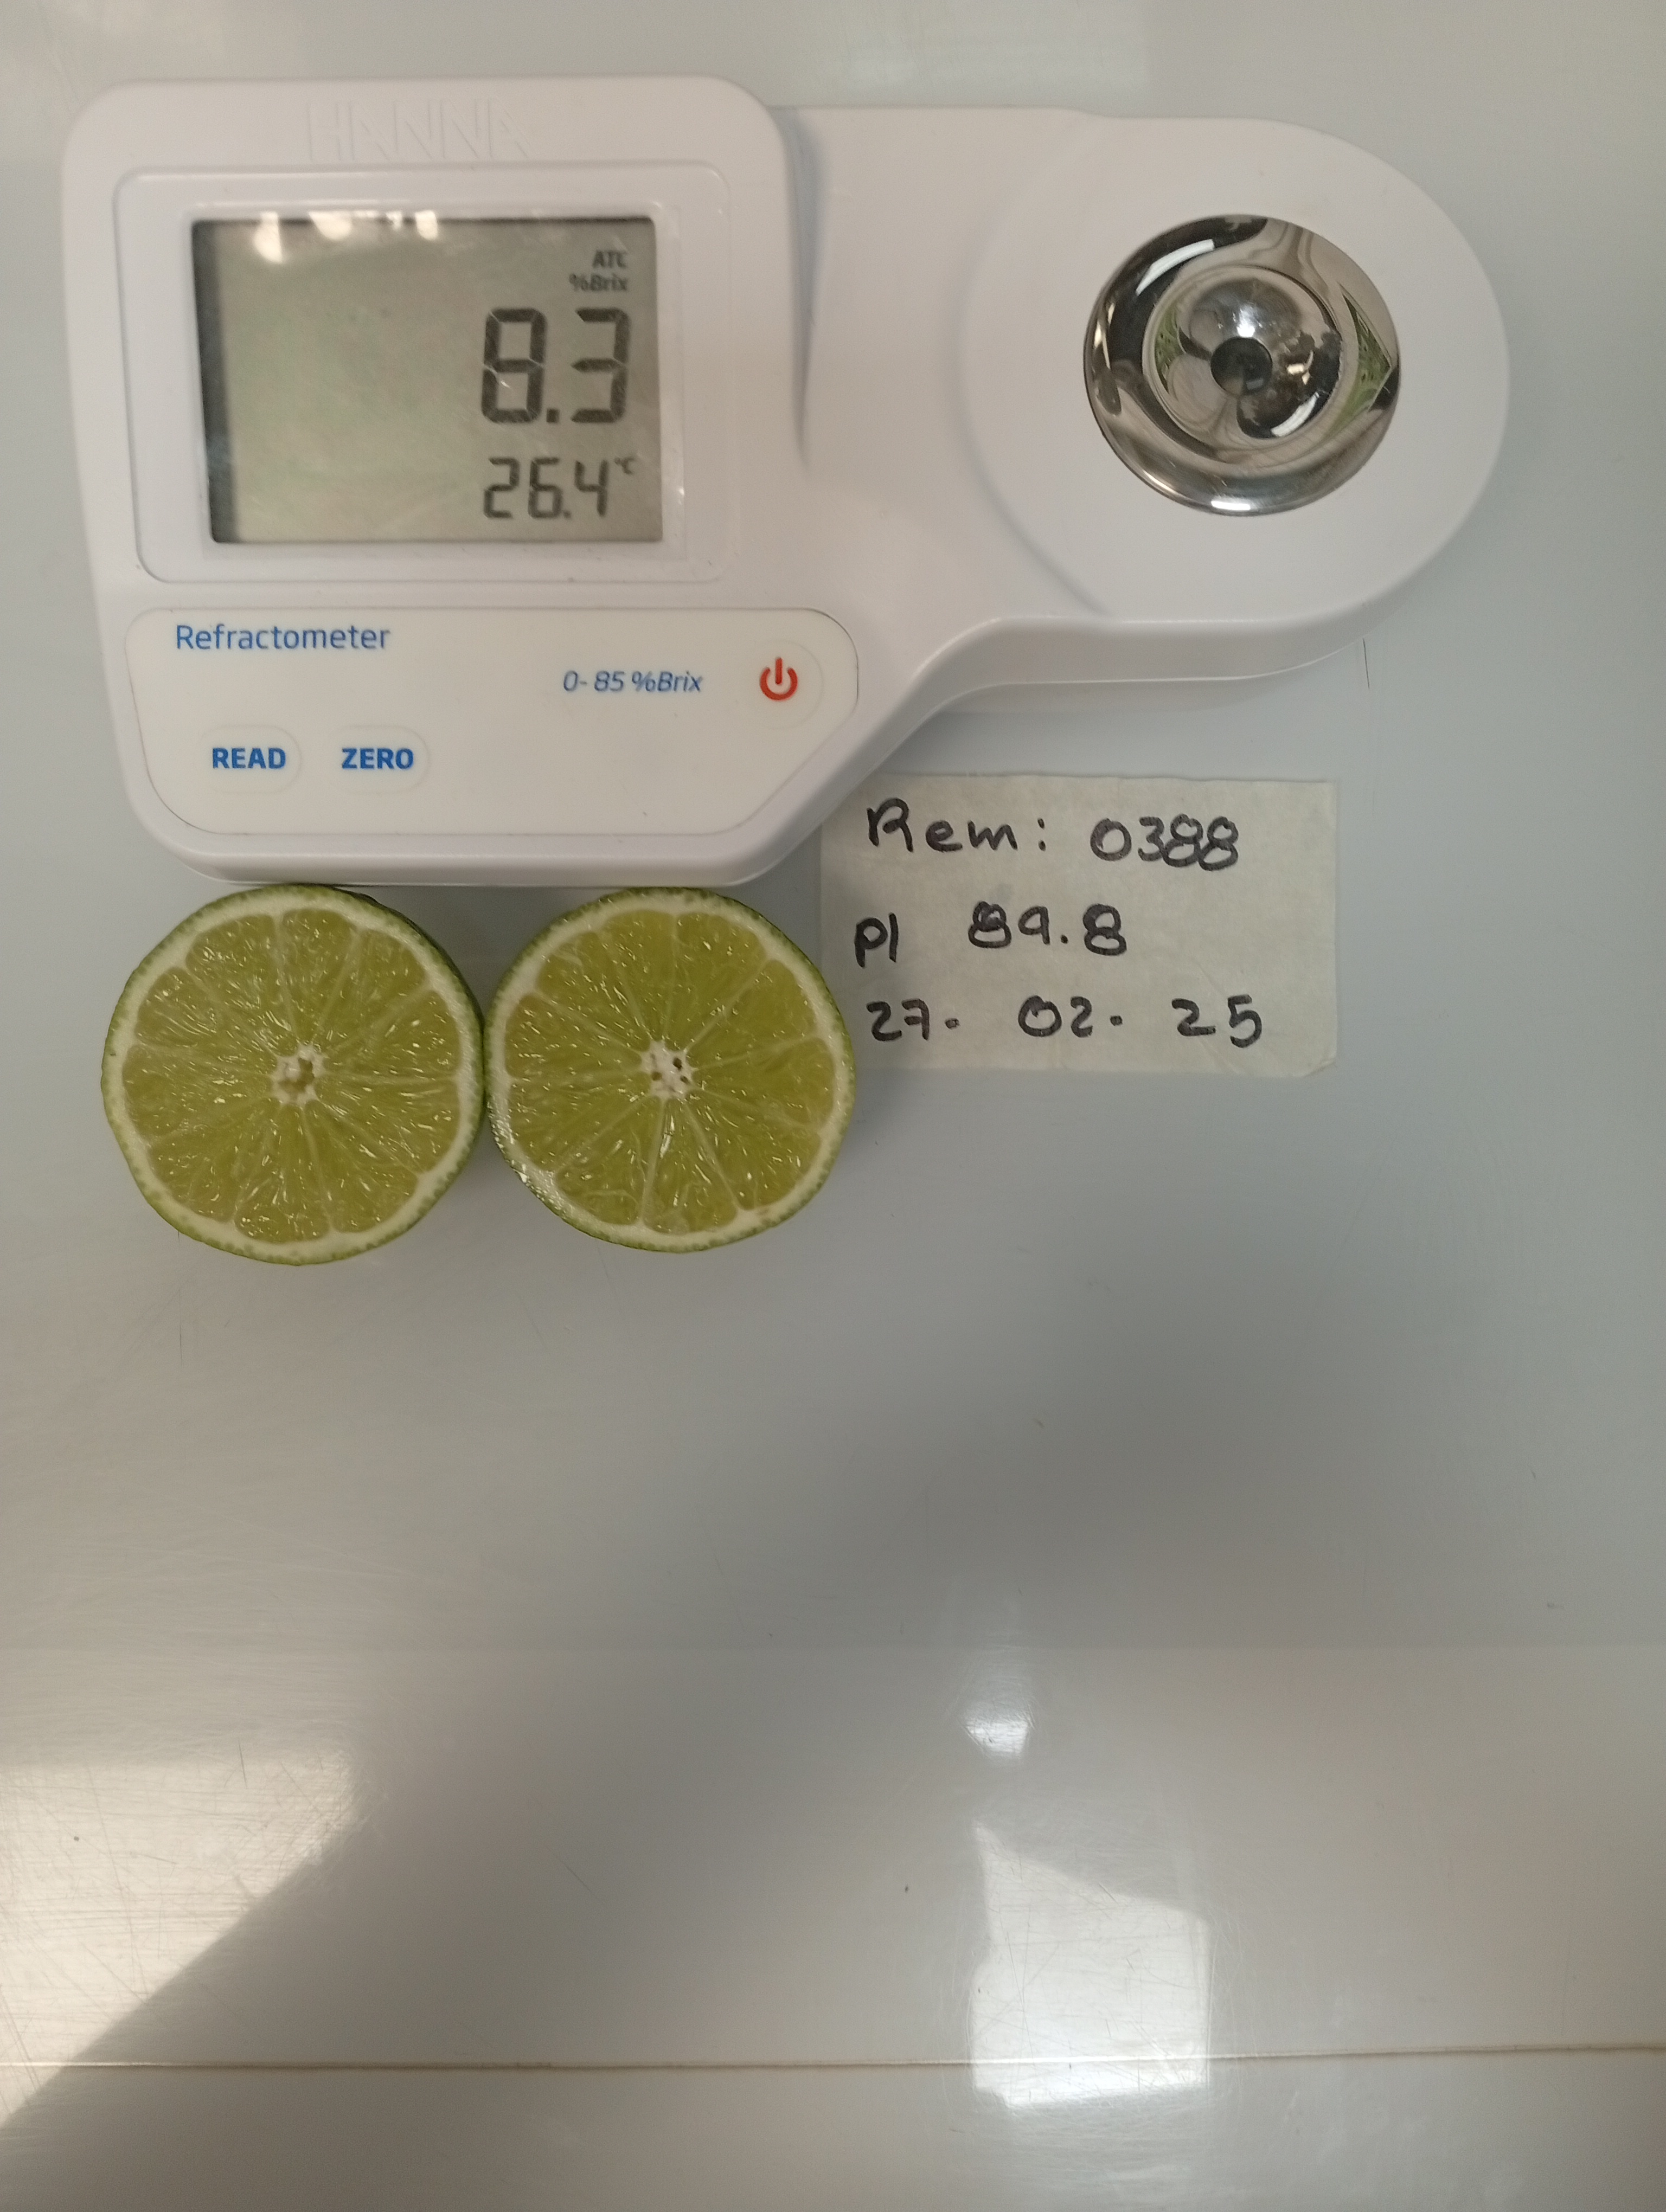 HANNA
ATC
%Brix
8.3
26.4°C
Refractometer
0-85 %Brix
READ ZERO
Rem: 0388
Pl 89.8
27. 02. 25